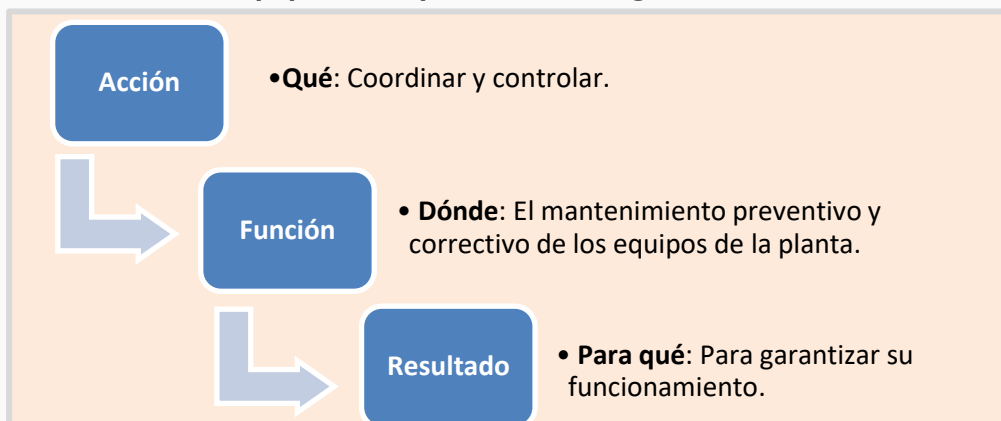 Acción
•Qué: Coordinar y controlar.
Función
• Dónde: El mantenimiento preventivo y
correctivo de los equipos de la planta.
Resultado
• Para qué: Para garantizar su
funcionamiento.